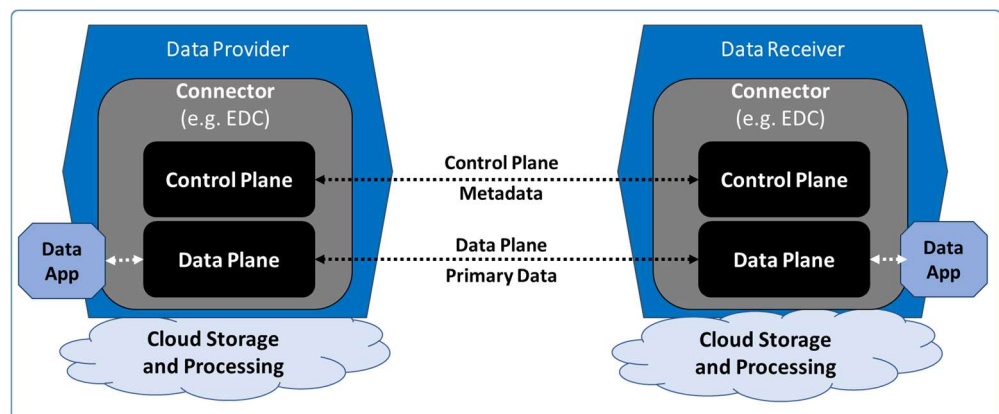 Data Provider
Connector
(e.g. EDC)
Control Plane
Data Plane
Data
App
Cloud Storage
and Processing
Control Plane
Metadata
Data Plane
Primary Data
Data Receiver
Connector
(e.g. EDC)
Control Plane
Data Plane
Data
App
Cloud Storage
and Processing